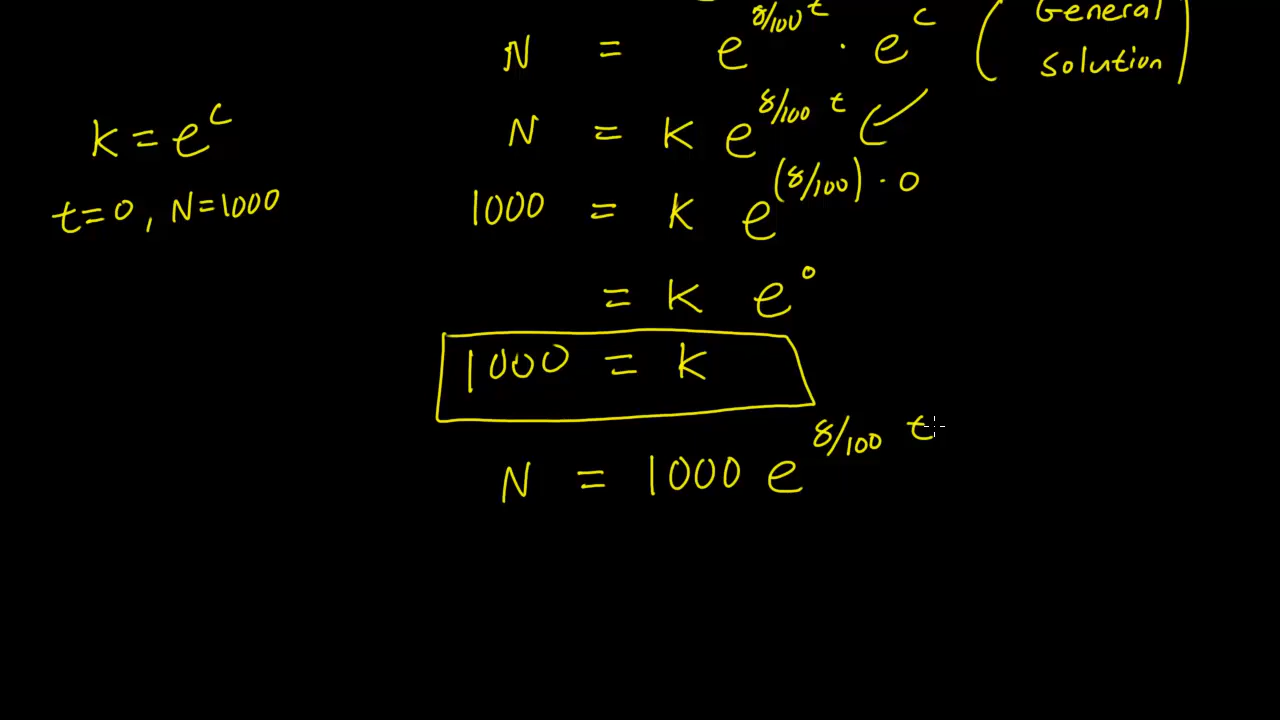 N = e^{8/100 t} · e^c ( General solution )
k = e^c
N = k e^{8/100 t}
t=0, N=1000
1000 = k e^{(8/100) · 0}
= k e^0
1000 = k
N = 1000 e^{8/100 t}